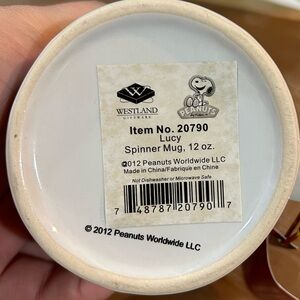 WESTLAND
GIFTWARE
PEANUTS
Item No. 20790
Lucy
Spinner Mug, 12 oz.
©2012 Peanuts Worldwide LLC
Made in China/Fabriqué en China
Not Dishwasher or Microwave Safe
7 48787 20790 7
© 2012 Peanuts Worldwide LLC